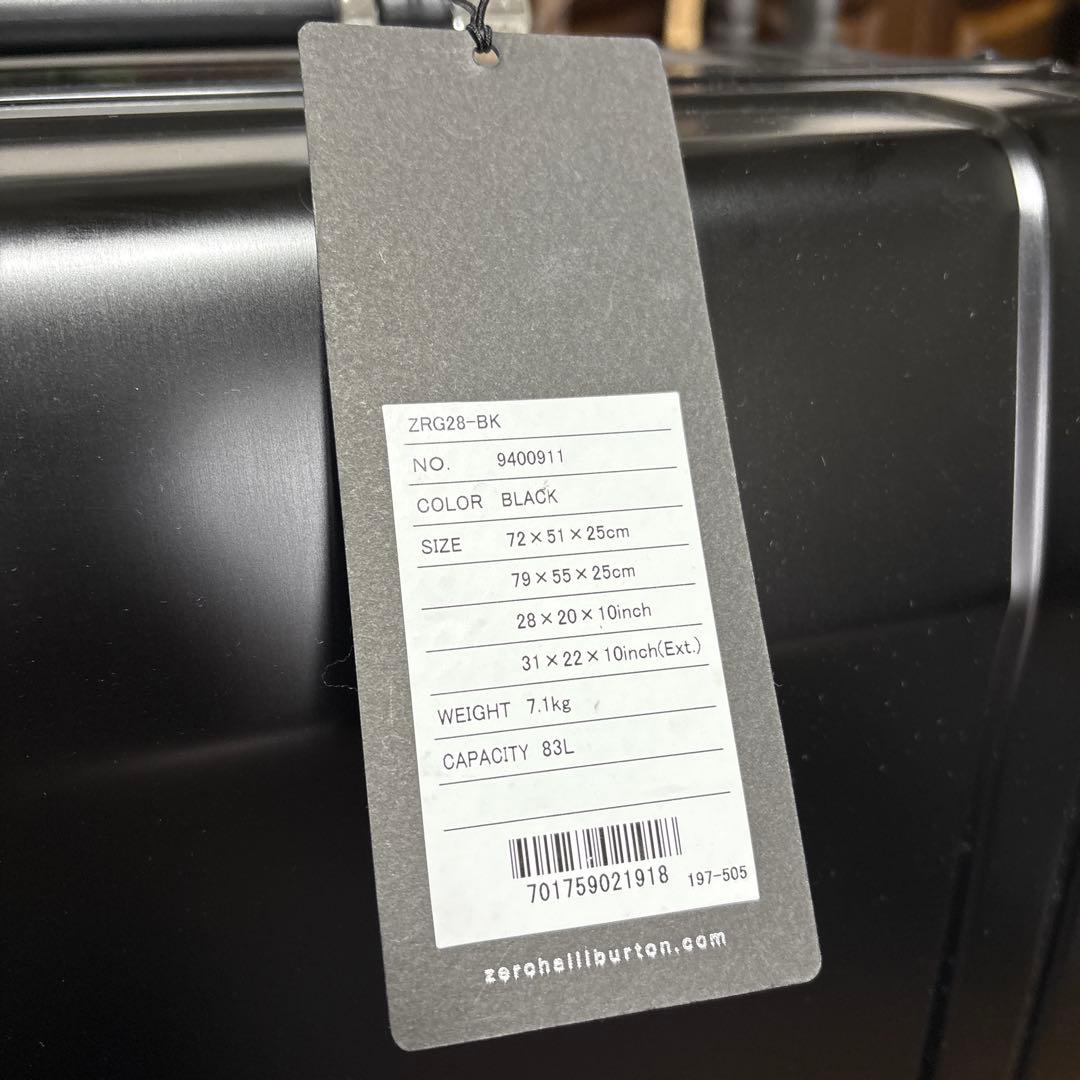 ZRG28-BK
NO. 9400911
COLOR BLACK
SIZE 72×51×25cm
79×55×25cm
28×20×10inch
31×22×10inch(Ext.)
WEIGHT 7.1kg
CAPACITY 83L
701759021918 197-505
zerohalliburton.com